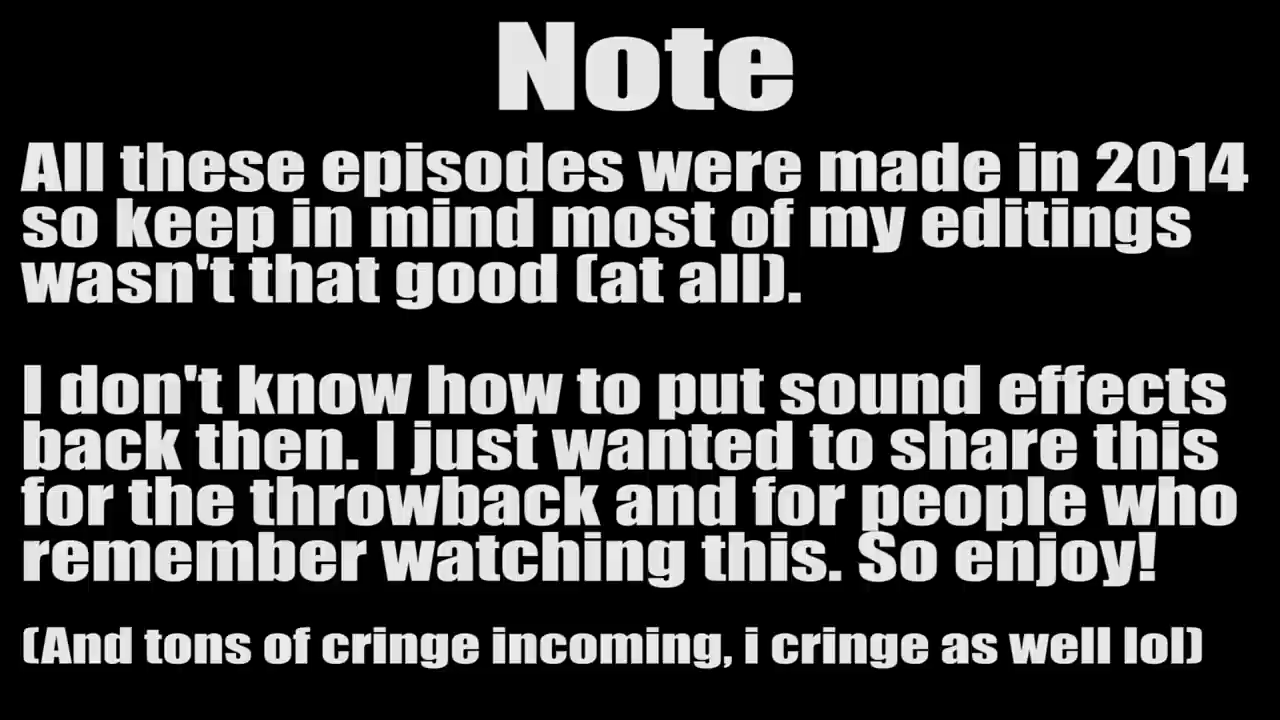 Note
All these episodes were made in 2014
so keep in mind most of my editings
wasn't that good (at all).
I don't know how to put sound effects
back then. I just wanted to share this
for the throwback and for people who
remember watching this. So enjoy!
(And tons of cringe incoming, i cringe as well lol)